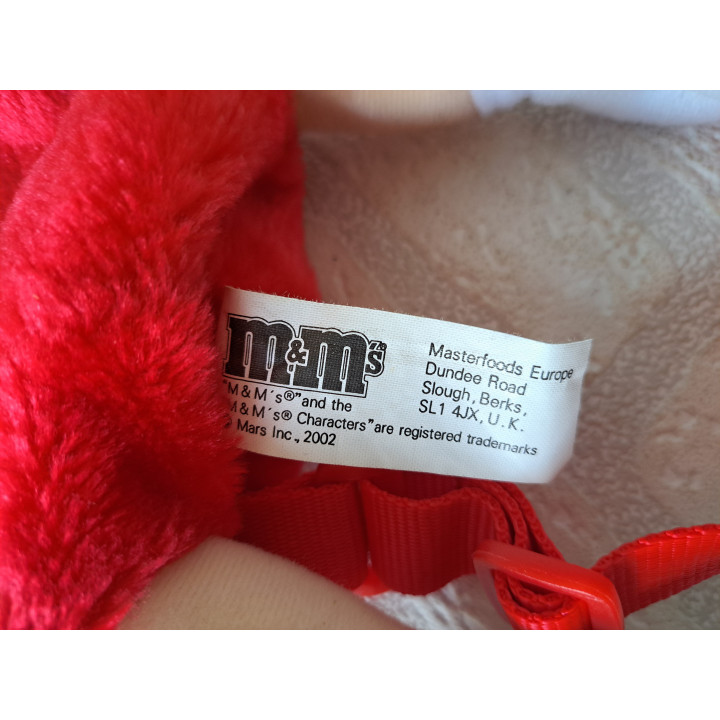 m&m's®
"M & M's®" and the
"M & M's® Characters" are registered trademarks
© Mars Inc., 2002
Masterfoods Europe
Dundee Road
Slough, Berks,
SL1 4JX, U.K.